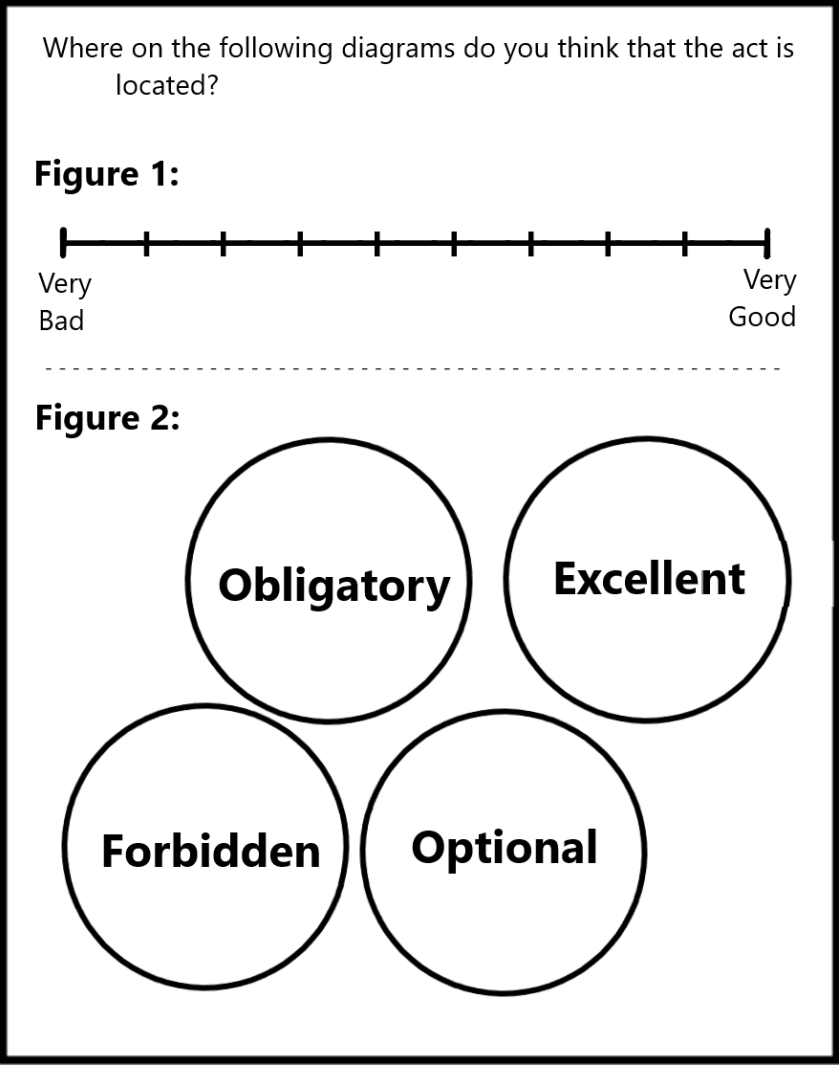 Where on the following diagrams do you think that the act is
located?
Figure 1:
Very
Bad
Very
Good
Figure 2:
Obligatory
Excellent
Forbidden
Optional